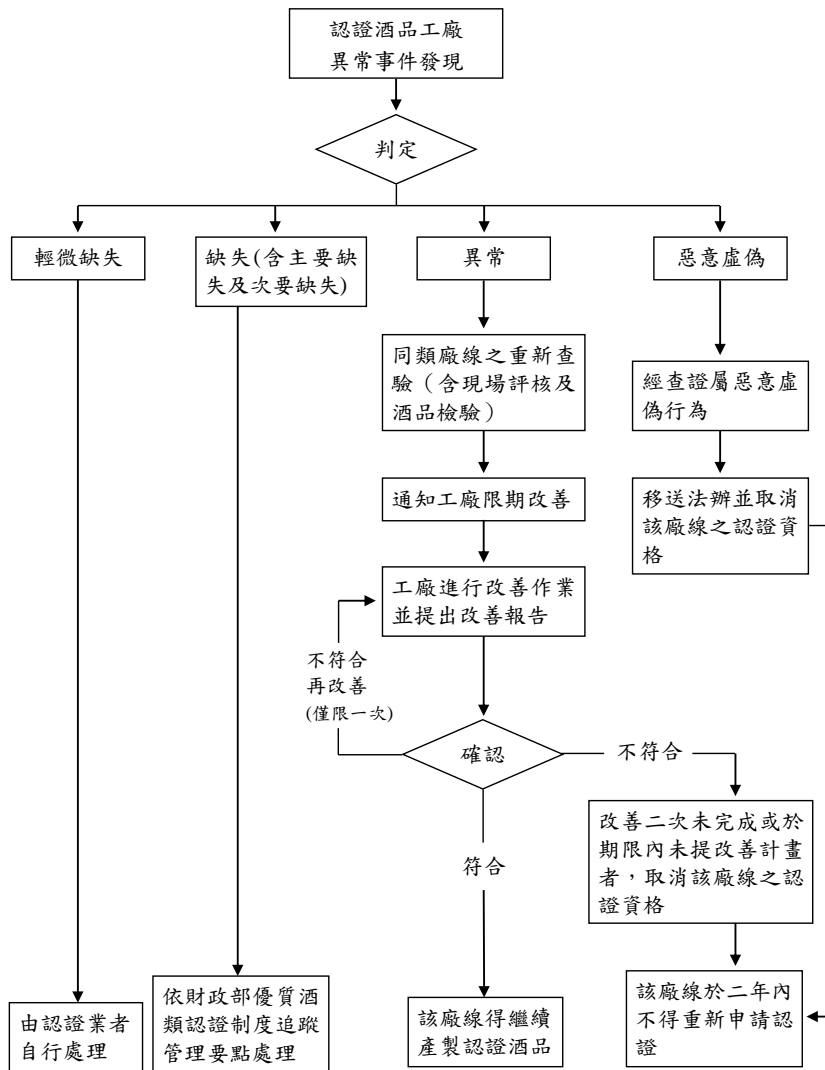 認證酒品工廠
異常事件發現
判定
輕微缺失
缺失(含主要缺
失及次要缺失)
異常
惡意虛偽
同類廠線之重新查
驗（含現場評核及
酒品檢驗）
經查證屬惡意虛
偽行為
通知工廠限期改善
移送法辦並取消
該廠線之認證資
格
工廠進行改善作業
並提出改善報告
不符合
再改善
(僅限一次)
確認
不符合
改善二次未完成或於
期限內未提改善計畫
者，取消該廠線之認
證資格
符合
由認證業者
自行處理
依財政部優質酒
類認證制度追蹤
管理要點處理
該廠線得繼續
產製認證酒品
該廠線於二年內
不得重新申請認
證